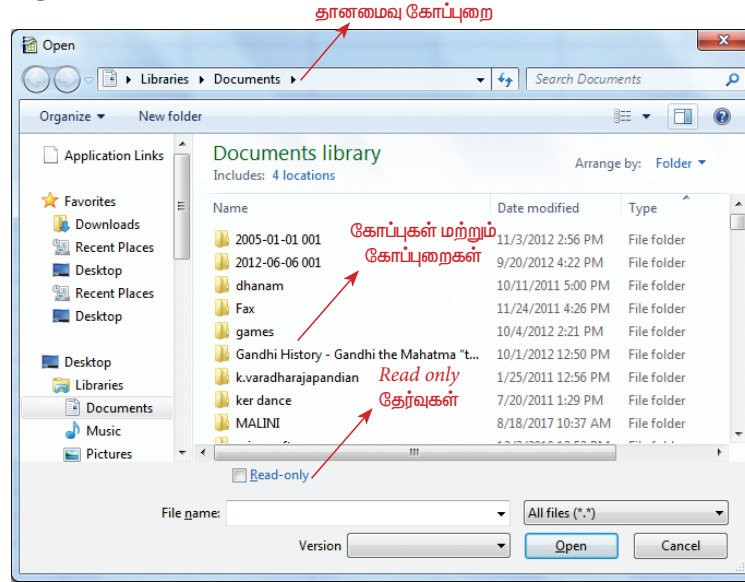 தானமைவு கோப்புறை
Open
Libraries Documents
Search Documents
Organize New folder
Application Links
Favorites
Downloads
Recent Places
Desktop
Recent Places
Desktop
Desktop
Libraries
Documents
Music
Pictures
Documents library
Includes: 4 locations
Arrange by: Folder
Name Date modified Type
கோப்புகள் மற்றும்
கோப்புறைகள்
2005-01-01 001 11/3/2012 2:56 PM File folder
2012-06-06 001 9/20/2012 4:22 PM File folder
dhanam 10/11/2011 5:00 PM File folder
Fax 11/24/2011 4:26 PM File folder
games 10/4/2012 2:21 PM File folder
Gandhi History - Gandhi the Mahatma "t... 10/1/2012 12:50 PM File folder
k.varadharajapandian 1/25/2011 12:56 PM File folder
ker dance 7/20/2011 1:29 PM File folder
MALINI 8/18/2017 10:37 AM File folder
Read only
தேர்வுகள்
Read-only
File name: All files (*.*)
Version Open Cancel